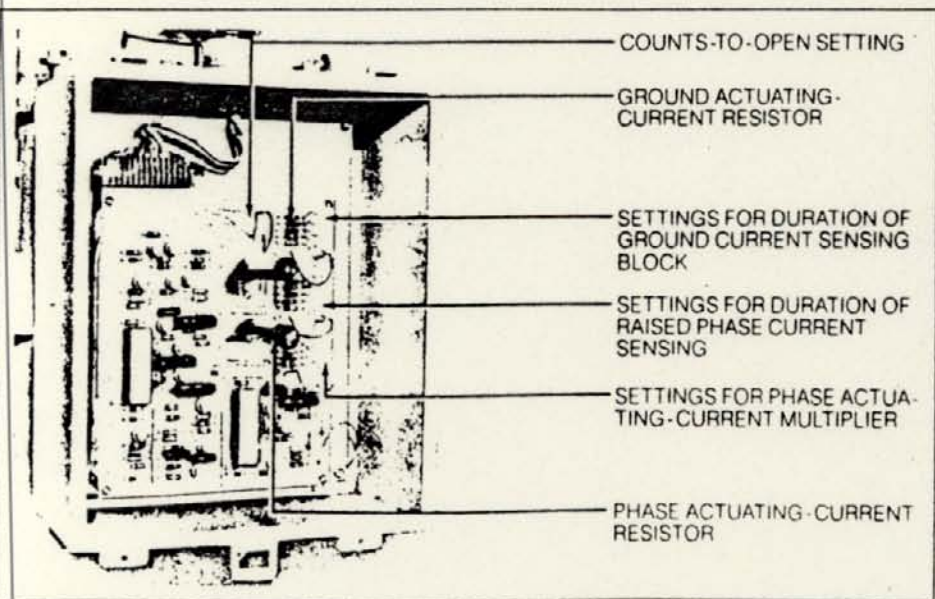 COUNTS-TO-OPEN SETTING
GROUND ACTUATING-
CURRENT RESISTOR
SETTINGS FOR DURATION OF
GROUND CURRENT SENSING
BLOCK
SETTINGS FOR DURATION OF
RAISED PHASE CURRENT
SENSING
SETTINGS FOR PHASE ACTUA-
TING-CURRENT MULTIPLIER
PHASE ACTUATING-CURRENT
RESISTOR